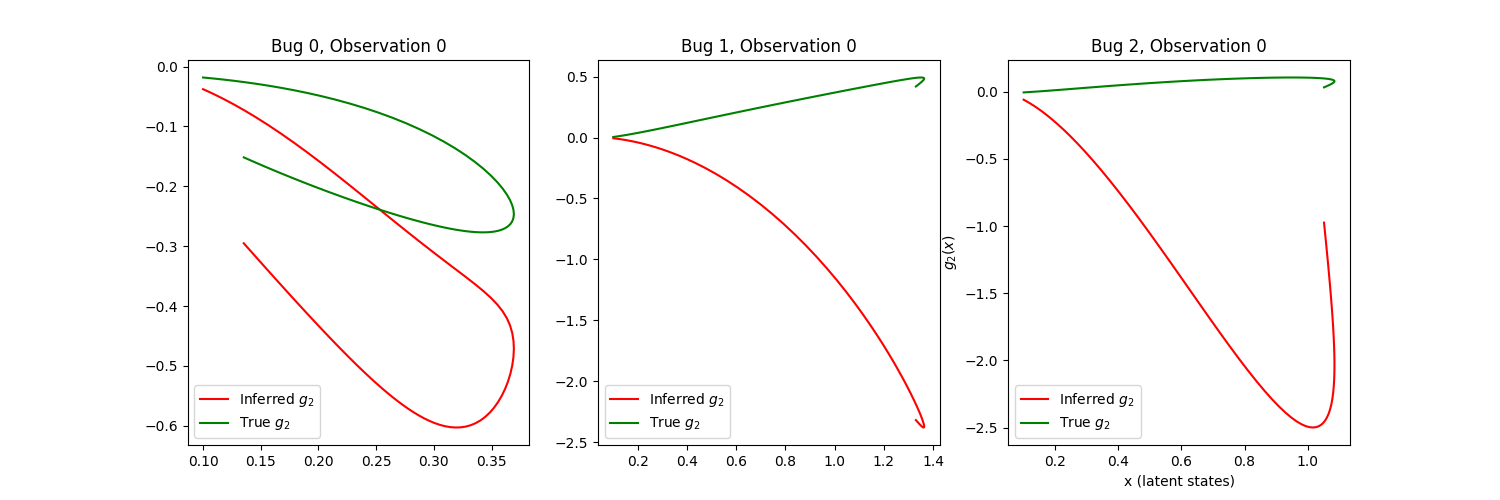 Bug 0, Observation 0
0.0
−0.1
−0.2
−0.3
−0.4
−0.5
−0.6
0.10 0.15 0.20 0.25 0.30 0.35
Inferred g₂
True g₂
Bug 1, Observation 0
0.5
0.0
−0.5
−1.0
−1.5
−2.0
−2.5
0.2 0.4 0.6 0.8 1.0 1.2 1.4
Inferred g₂
True g₂
Bug 2, Observation 0
g₂(x)
0.0
−0.5
−1.0
−1.5
−2.0
−2.5
0.2 0.4 0.6 0.8 1.0
x (latent states)
Inferred g₂
True g₂